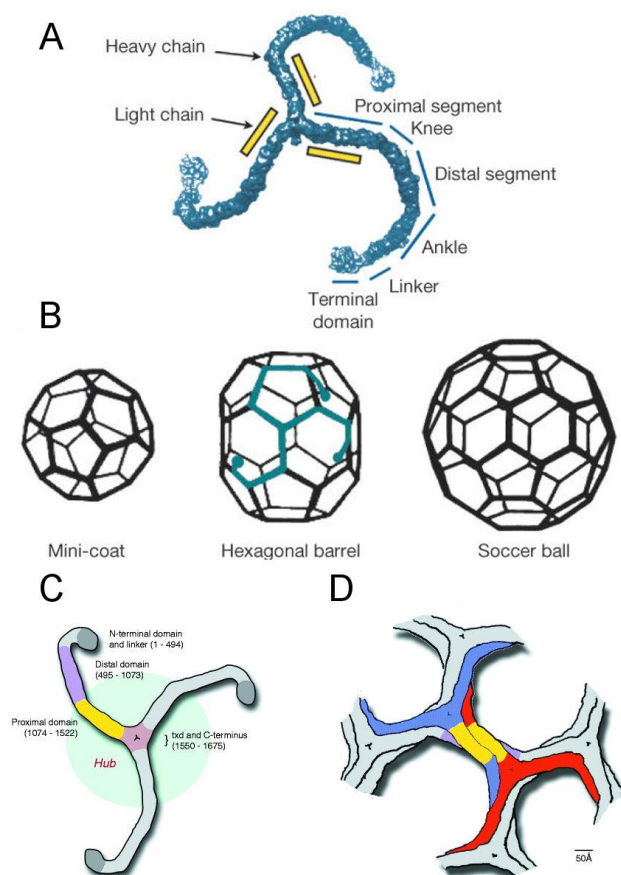 A
Heavy chain
Light chain
Proximal segment
Knee
Distal segment
Ankle
Linker
Terminal
domain
B
Mini-coat
Hexagonal barrel
Soccer ball
C
N-terminal domain
and linker (1 - 494)
Distal domain
(495 - 1073)
Proximal domain
(1074 - 1522)
txd and C-terminus
(1550 - 1675)
Hub
D
50Å